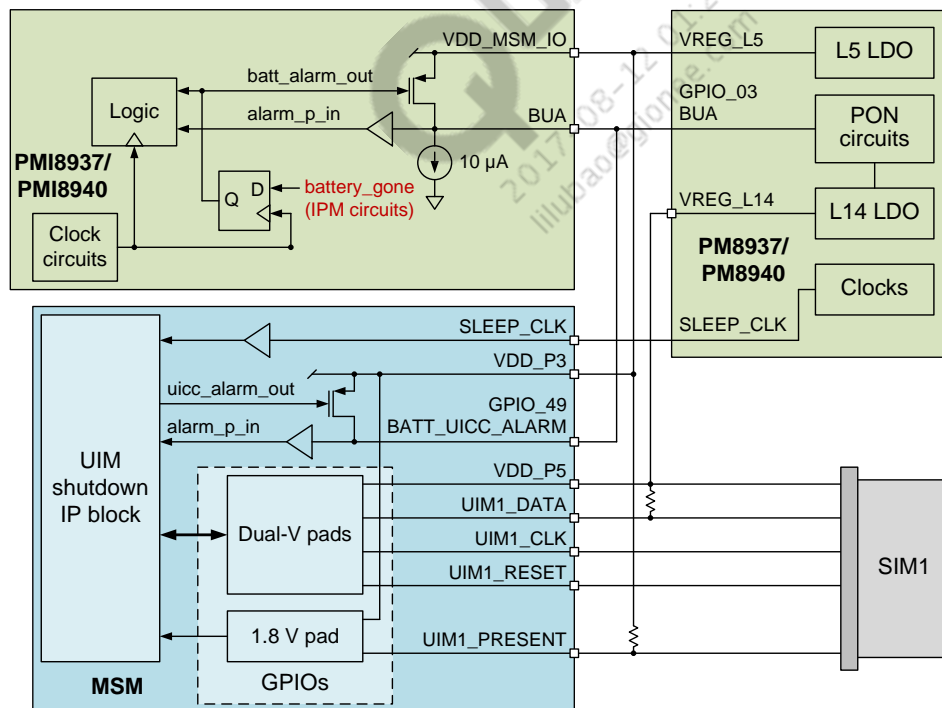 VDD_MSM_IO
VREG_L5
L5 LDO
batt_alarm_out
Logic
alarm_p_in
BUA
GPIO_03
BUA
PON
circuits
PMI8937/
PMI8940
10 µA
D
Q
battery_gone
(IPM circuits)
VREG_L14
L14 LDO
Clock
circuits
PM8937/
PM8940
Clocks
SLEEP_CLK
SLEEP_CLK
VDD_P3
uicc_alarm_out
GPIO_49
alarm_p_in
BATT_UICC_ALARM
UIM
shutdown
IP block
VDD_P5
UIM1_DATA
Dual-V pads
UIM1_CLK
UIM1_RESET
SIM1
1.8 V pad
UIM1_PRESENT
GPIOs
MSM